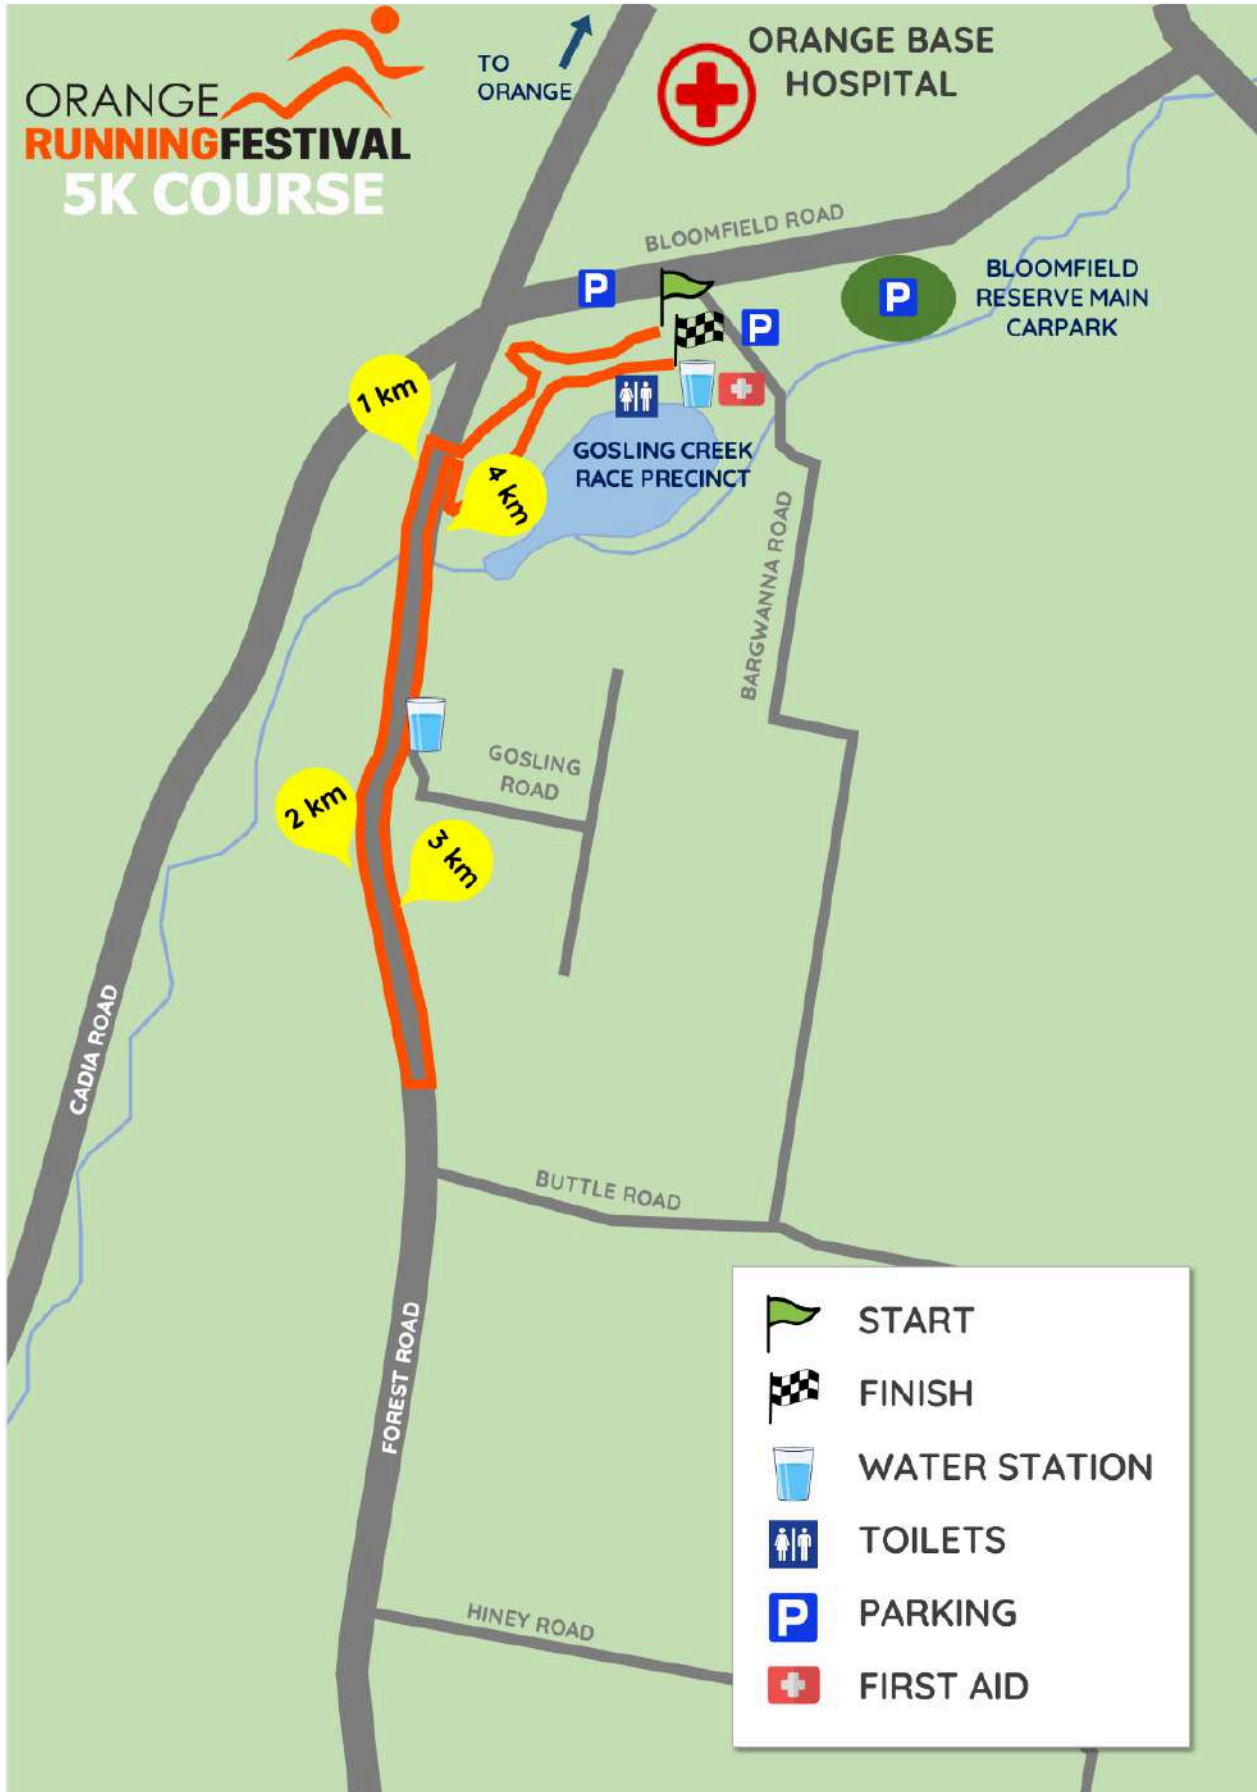 ORANGE
RUNNINGFESTIVAL
5K COURSE
TO
ORANGE
ORANGE BASE
HOSPITAL
BLOOMFIELD ROAD
P
P
P
BLOOMFIELD
RESERVE MAIN
CARPARK
1 km
4 km
GOSLING CREEK
RACE PRECINCT
BARGWANNA ROAD
GOSLING
ROAD
2 km
3 km
CADIA ROAD
BUTTLE ROAD
FOREST ROAD
HINEY ROAD
START
FINISH
WATER STATION
TOILETS
P PARKING
FIRST AID